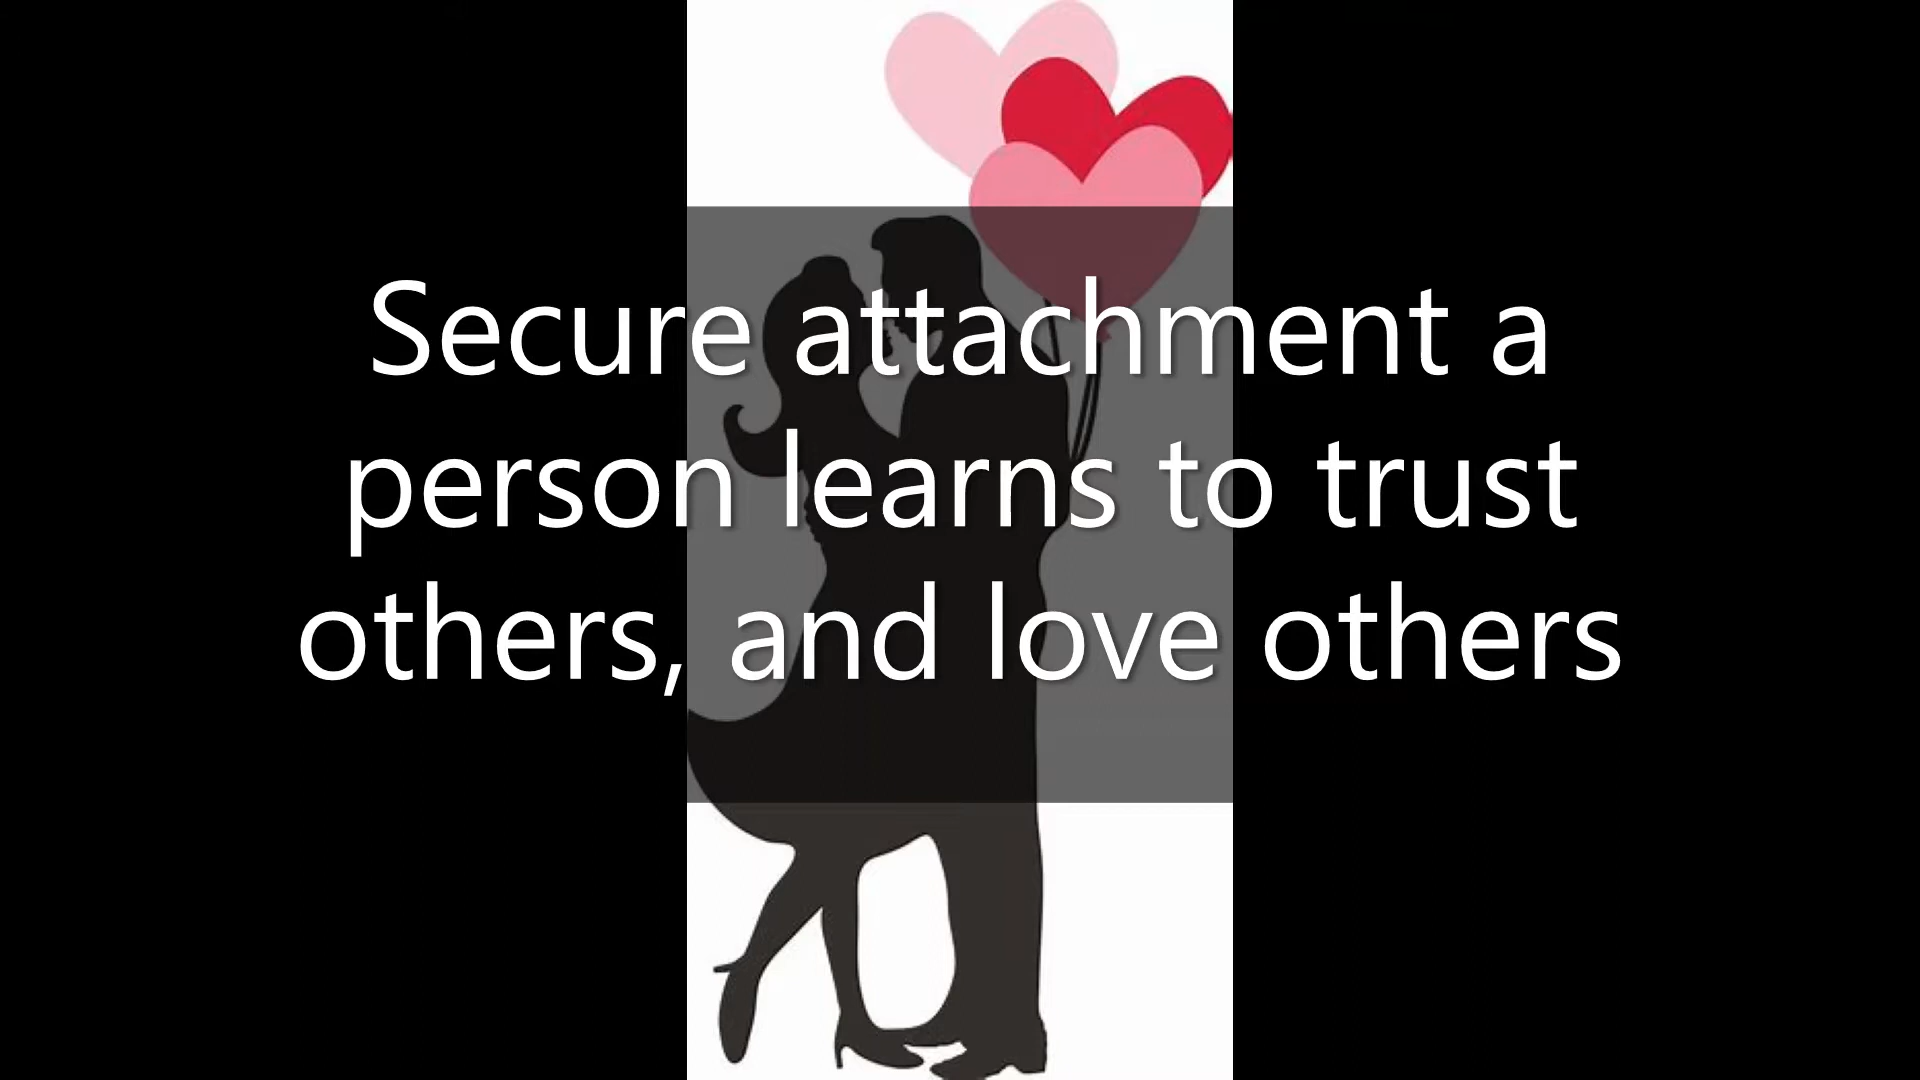 Secure attachment a
person learns to trust
others, and love others